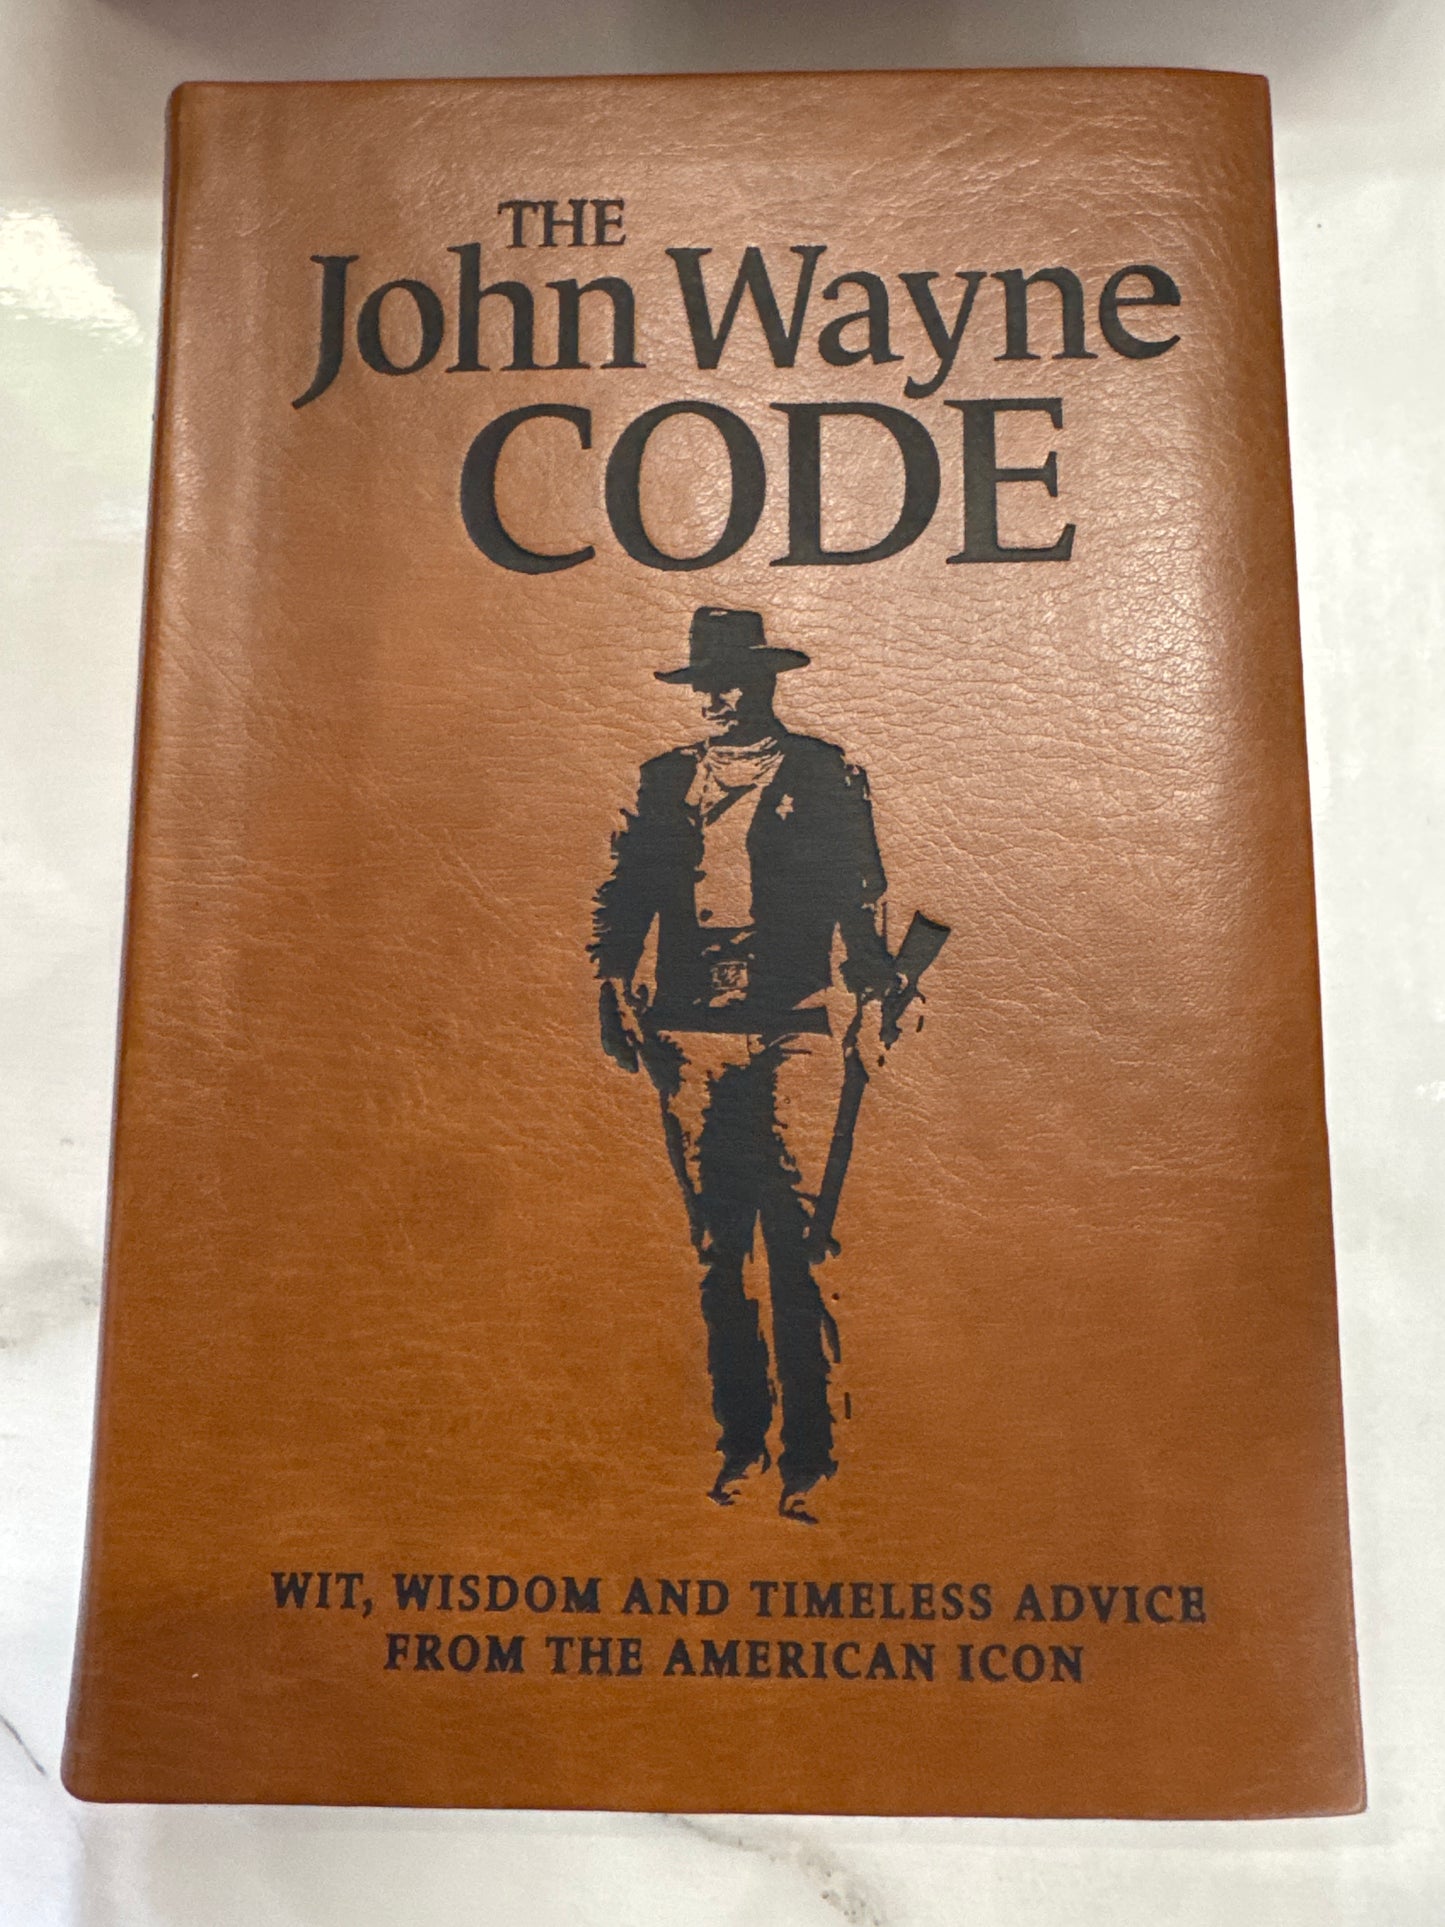 THE
John Wayne
CODE
WIT, WISDOM AND TIMELESS ADVICE
FROM THE AMERICAN ICON